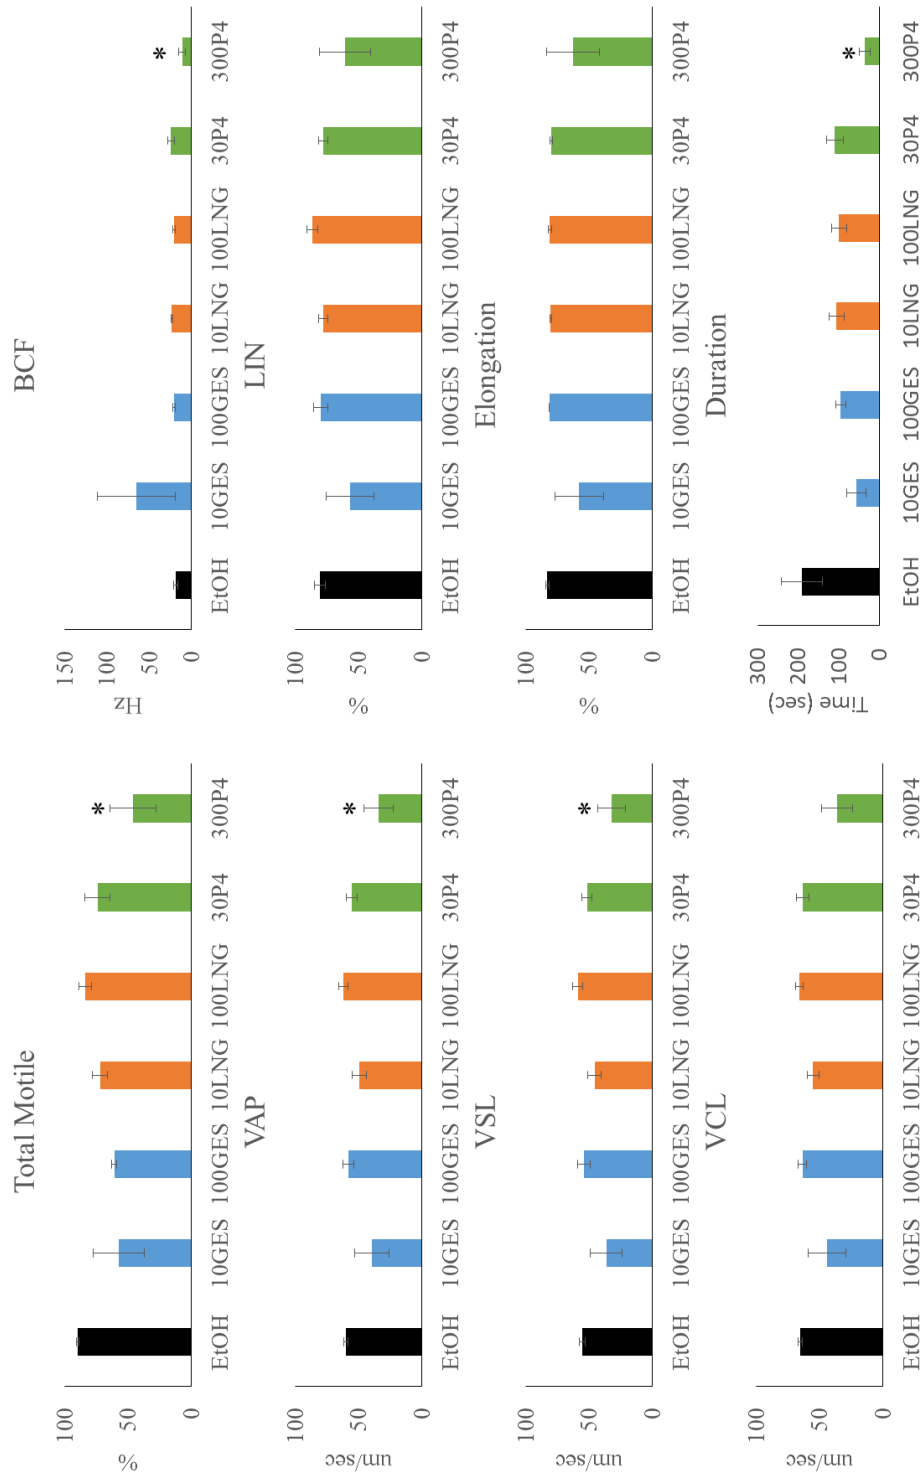 Total Motile
100
50
0
%
EtOH 10GES 100GES 10LNG 100LNG 30P4 300P4
*
VAP
100
50
0
um/sec
EtOH 10GES 100GES 10LNG 100LNG 30P4 300P4
*
VSL
100
50
0
um/sec
EtOH 10GES 100GES 10LNG 100LNG 30P4 300P4
*
VCL
100
50
0
um/sec
EtOH 10GES 100GES 10LNG 100LNG 30P4 300P4
BCF
150
100
50
0
Hz
EtOH 10GES 100GES 10LNG 100LNG 30P4 300P4
*
LIN
100
50
0
%
EtOH 10GES 100GES 10LNG 100LNG 30P4 300P4
Elongation
100
50
0
%
EtOH 10GES 100GES 10LNG 100LNG 30P4 300P4
Duration
300
200
100
0
Time (sec)
EtOH 10GES 100GES 10LNG 100LNG 30P4 300P4
*